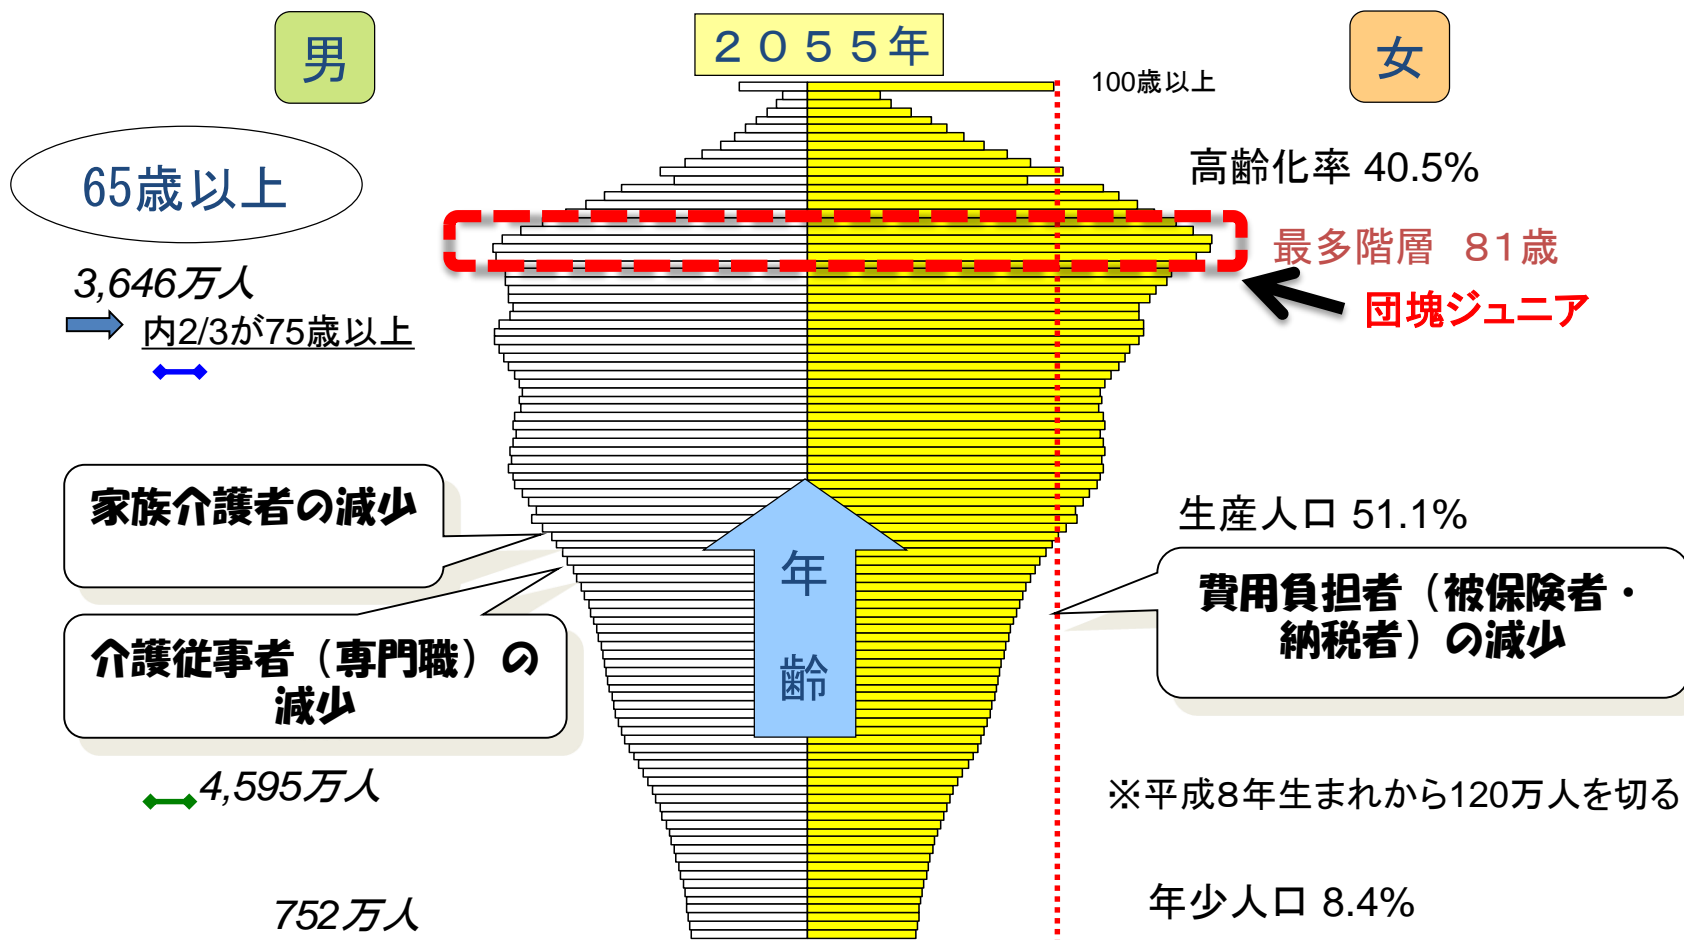 男
２０５５年
女
100歳以上
65歳以上
高齢化率 40.5%
最多階層　８１歳
3,646万人
団塊ジュニア
内2/3が75歳以上
家族介護者の減少
生産人口 51.1%
年
齢
費用負担者（被保険者・
納税者）の減少
介護従事者（専門職）の
減少
4,595万人
※平成８年生まれから120万人を切る
752万人
年少人口 8.4%